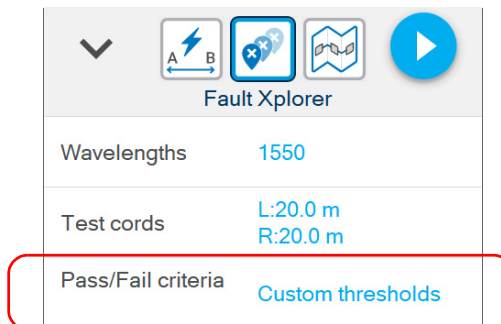 A B
Fault Xplorer
Wavelengths 1550
Test cords L:20.0 m
R:20.0 m
Pass/Fail criteria Custom thresholds